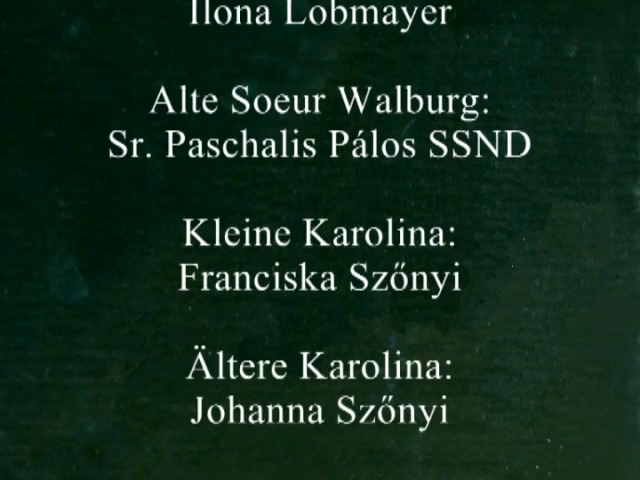 Ilona Lobmayer
Alte Soeur Walburg:
Sr. Paschalis Pálos SSND
Kleine Karolina:
Franciska Szőnyi
Ältere Karolina:
Johanna Szőnyi